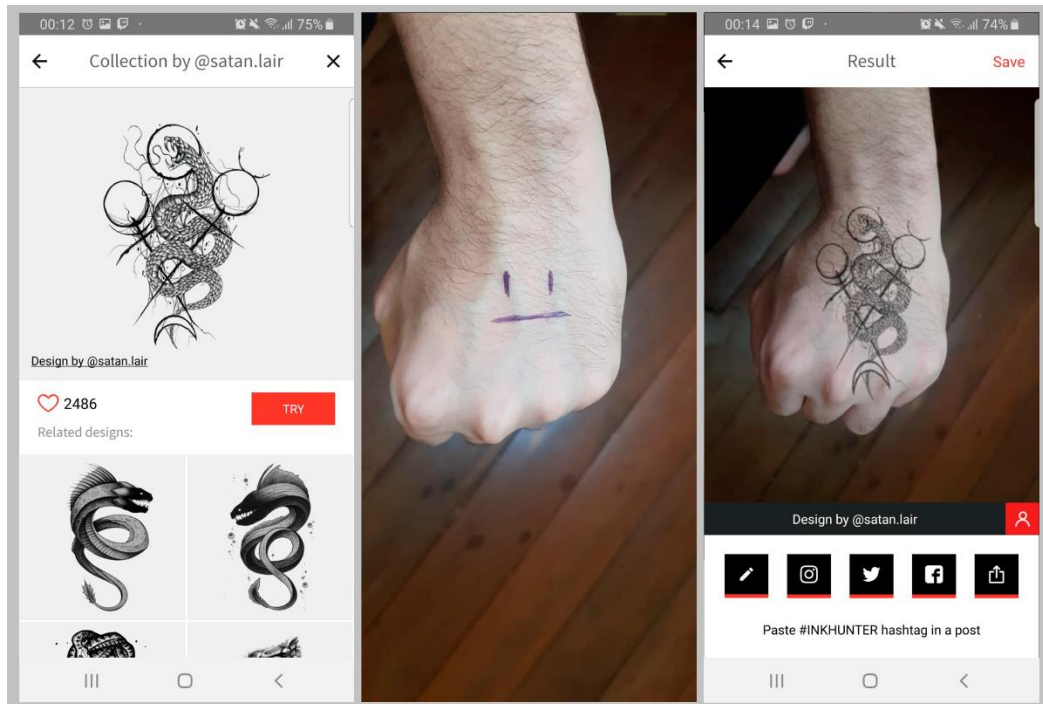 00:12
75%
Collection by @satan.lair
Design by @satan.lair
2486
TRY
Related designs:
00:14
74%
Result
Save
Design by @satan.lair
Paste #INKHUNTER hashtag in a post